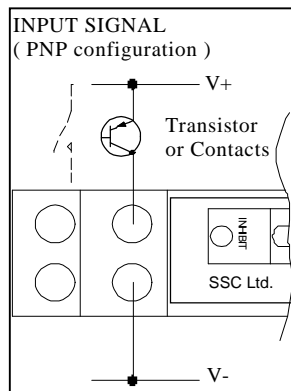 INPUT SIGNAL
( PNP configuration )
V+
Transistor
or Contacts
INHIBIT
SSC Ltd.
V-